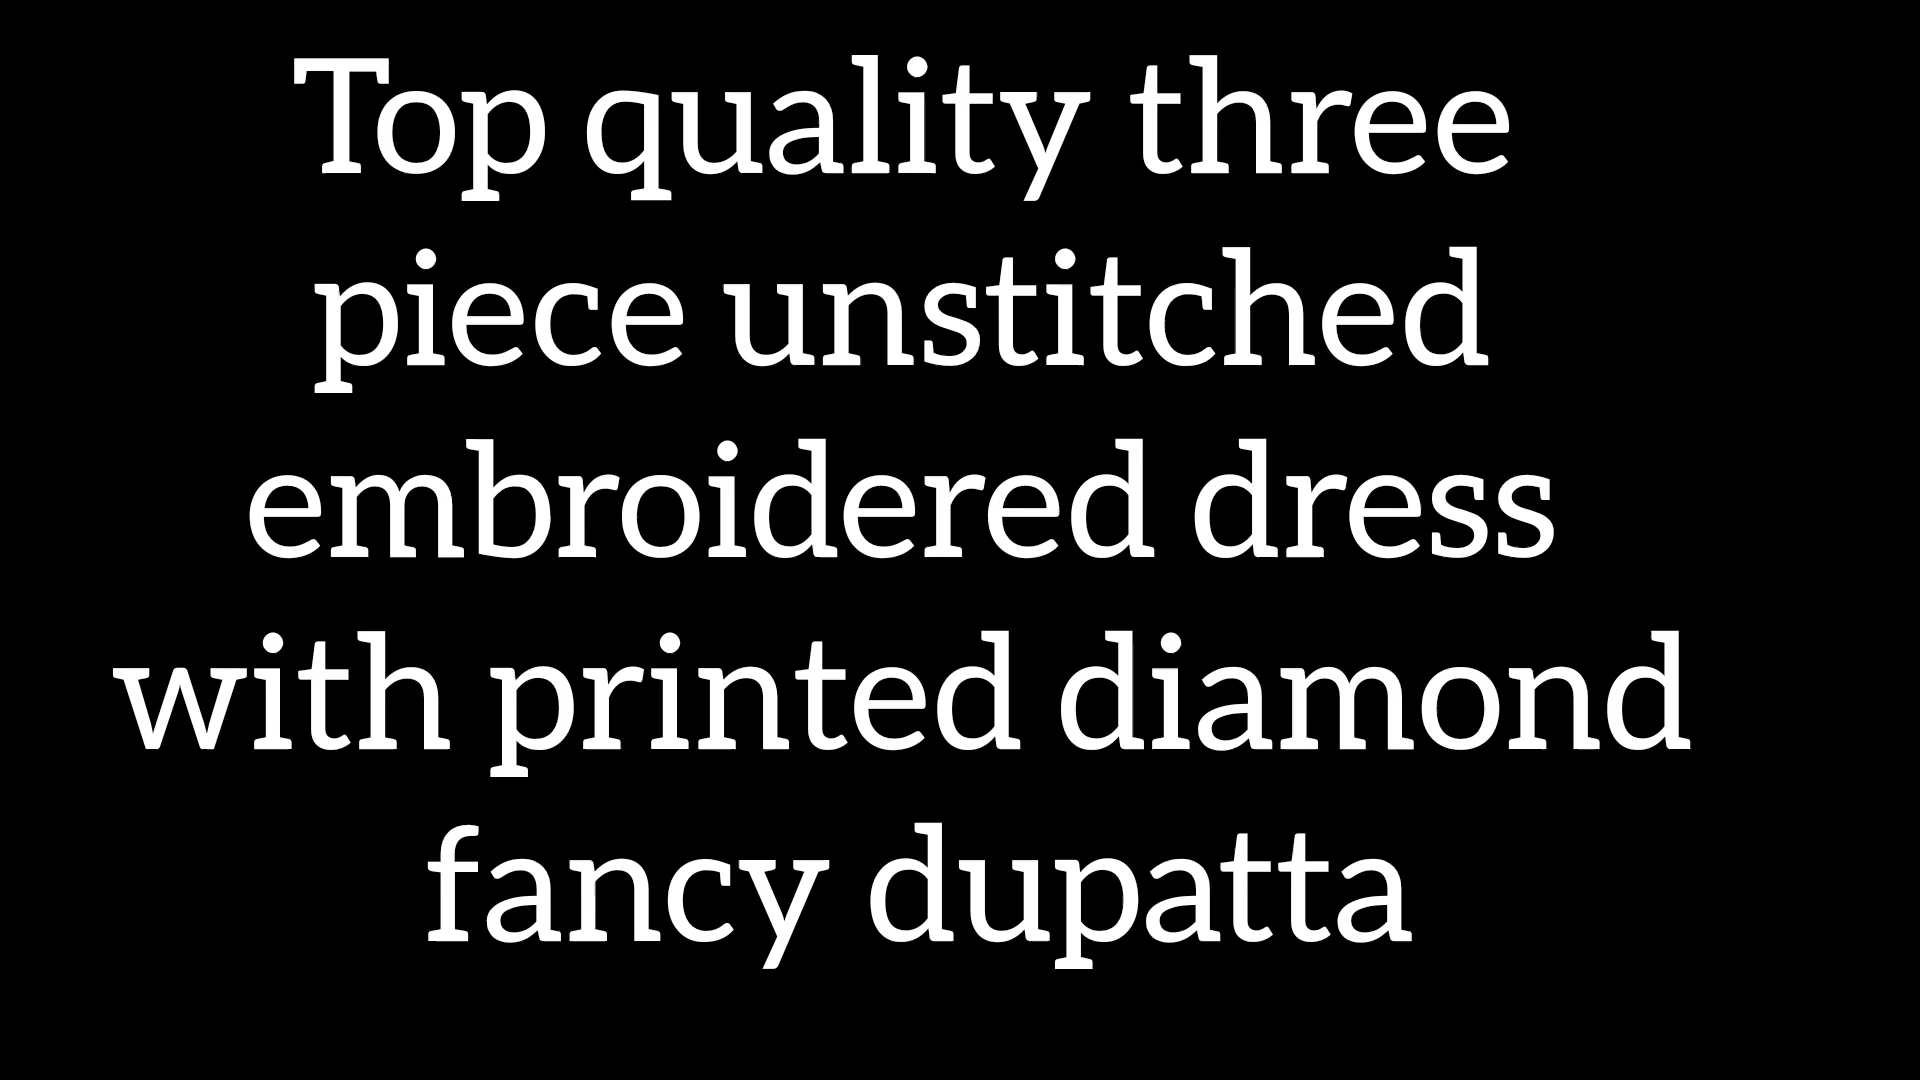 Top quality three
piece unstitched
embroidered dress
with printed diamond
fancy dupatta